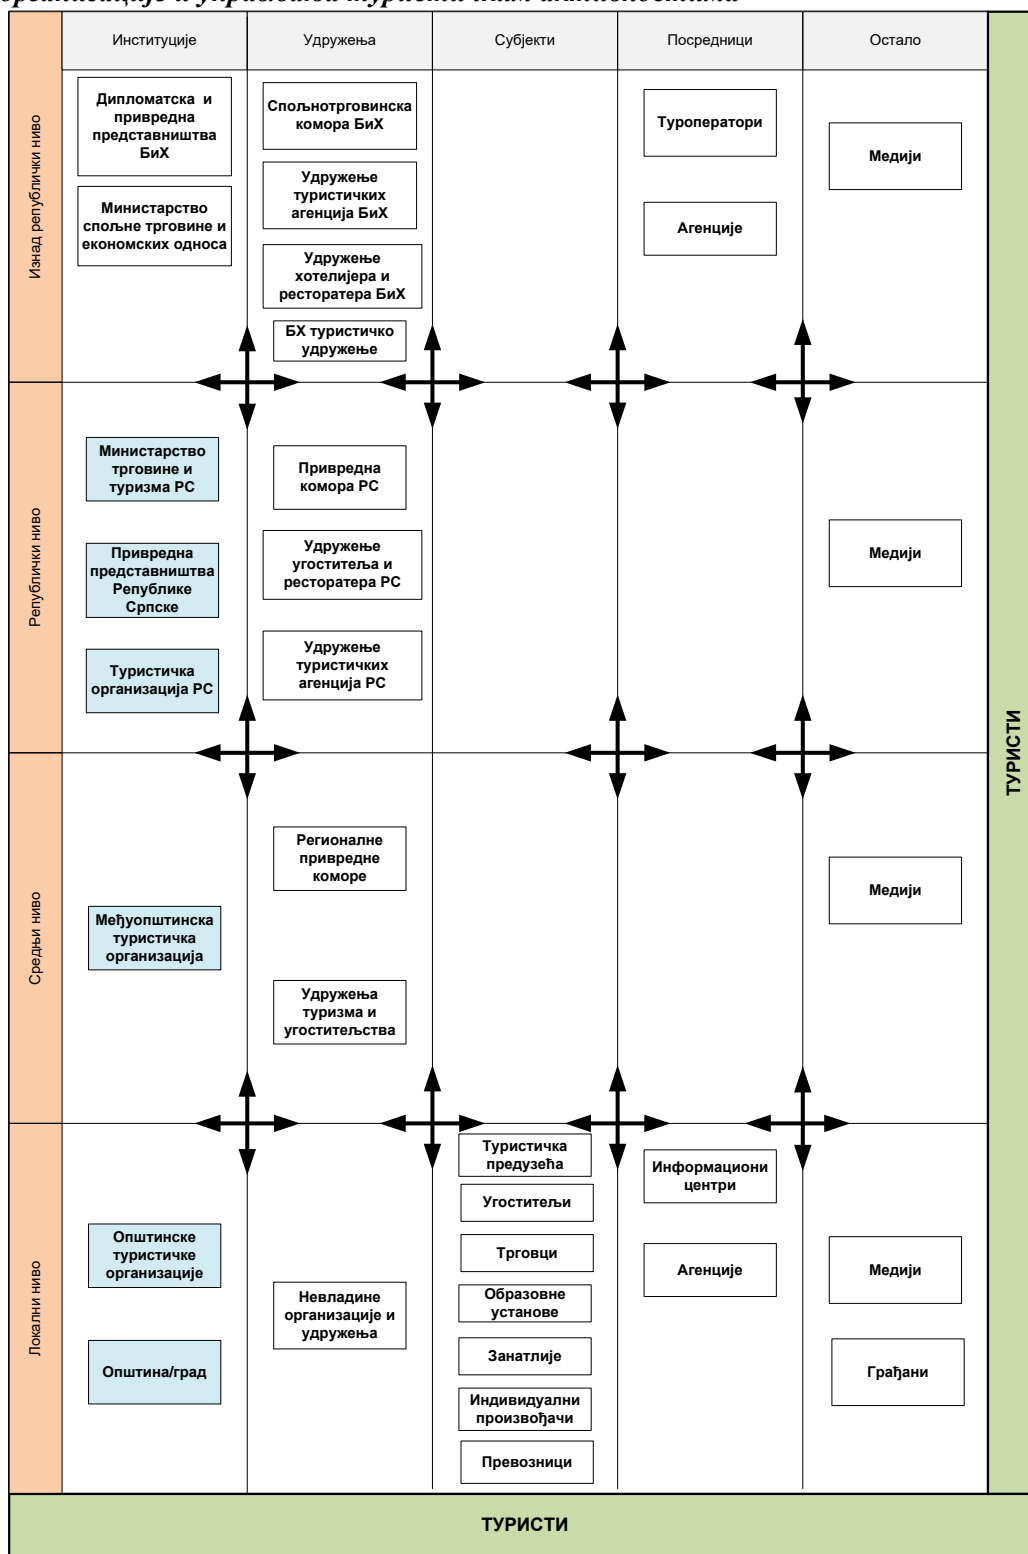 организације и управљања туристичким активностима
Институције
Удружења
Субјекти
Посредници
Остало
Изнад републички ниво
Дипломатска и
привредна
представништва
БиХ
Министарство
спољне трговине и
економских односа
Спољнотрговинска
комора БиХ
Удружење
туристичких
агенција БиХ
Удружење
хотелијера и
ресторатера БиХ
БХ туристичко
удружење
Туроператори
Агенције
Медији
Републички ниво
Министарство
трговине и
туризма РС
Привредна
представништва
Републике
Српске
Туристичка
организација РС
Привредна
комора РС
Удружење
угоститеља и
ресторатера РС
Удружење
туристичких
агенција РС
Медији
Средњи ниво
Међуопштинска
туристичка
организација
Регионалне
привредне
коморе
Удружења
туризма и
угоститељства
Медији
Локални ниво
Општинске
туристичке
организације
Општина/град
Невладине
организације и
удружења
Туристичка
предузећа
Угоститељи
Трговци
Образовне
установе
Занатлије
Индивидуални
произвођачи
Превозници
Информациони
центри
Агенције
Медији
Грађани
ТУРИСТИ
ТУРИСТИ